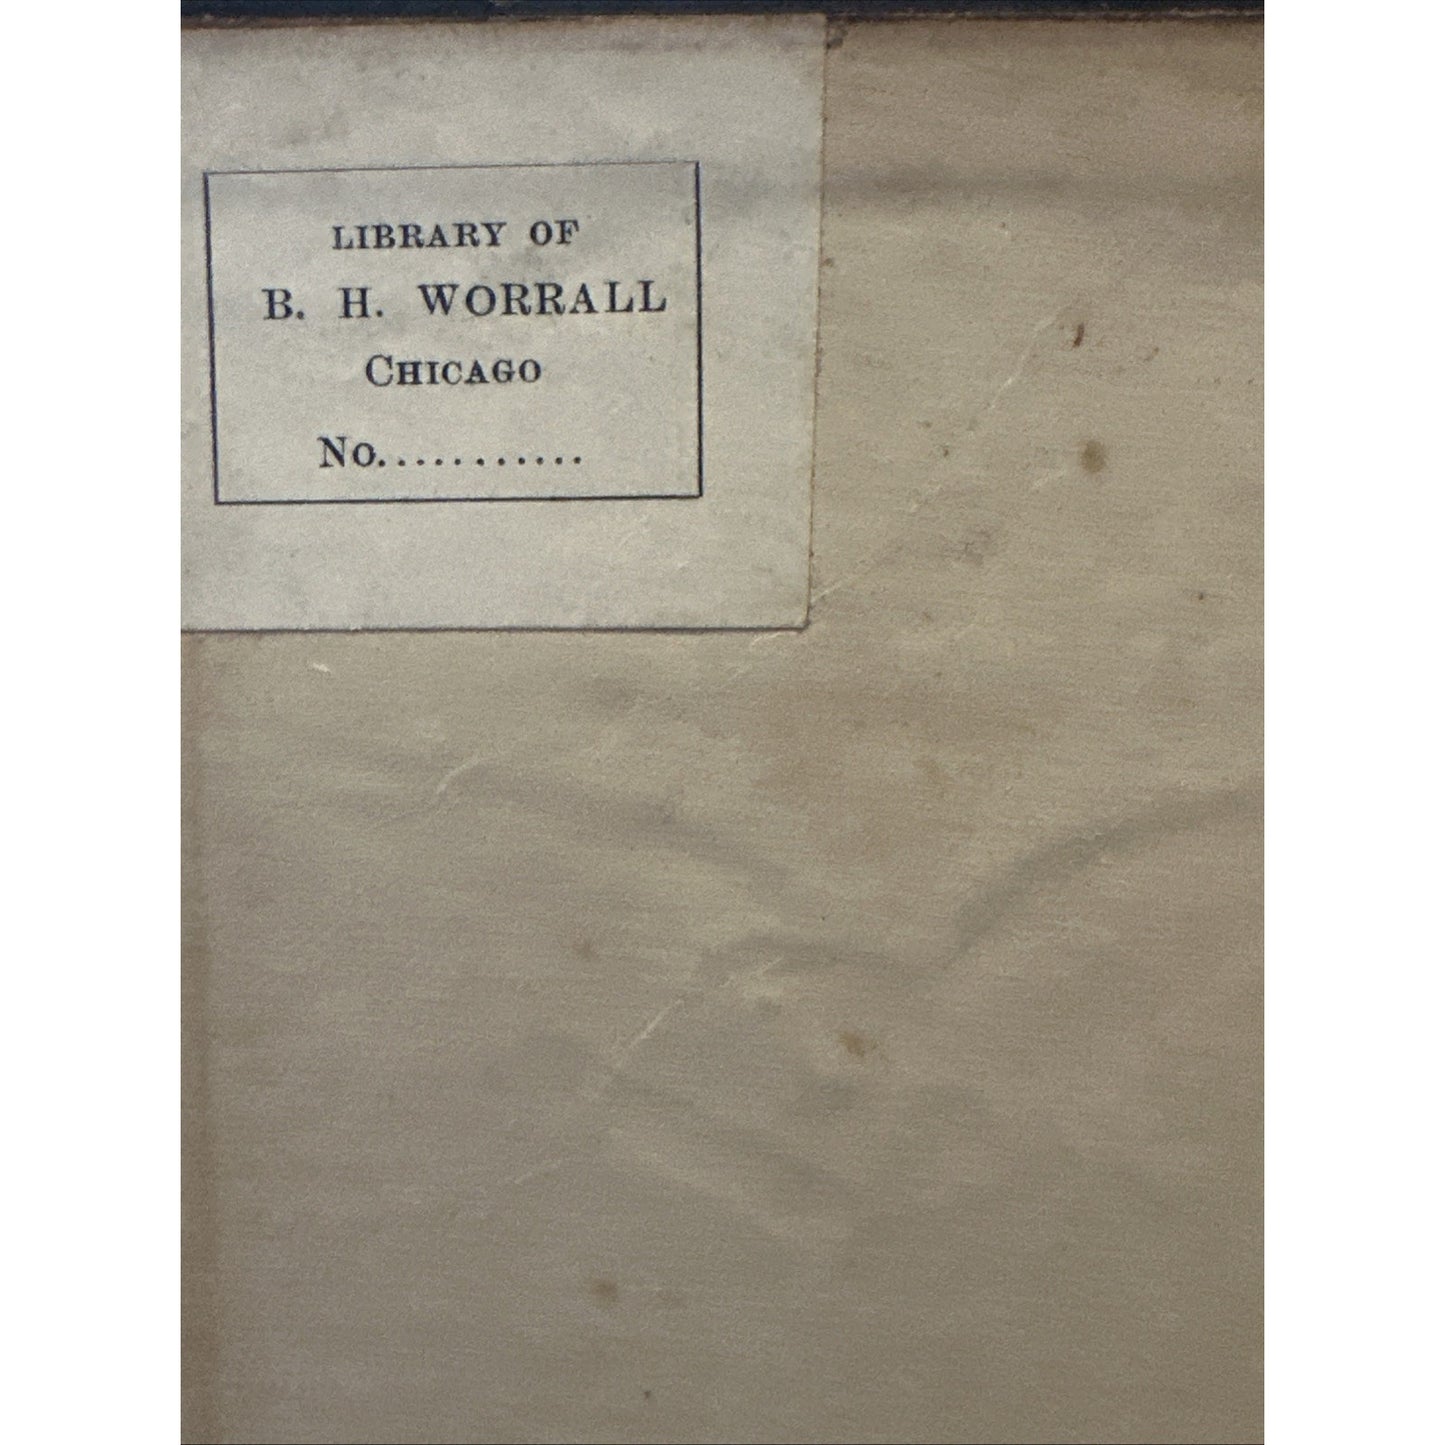 LIBRARY OF
B. H. WORRALL
CHICAGO
No............